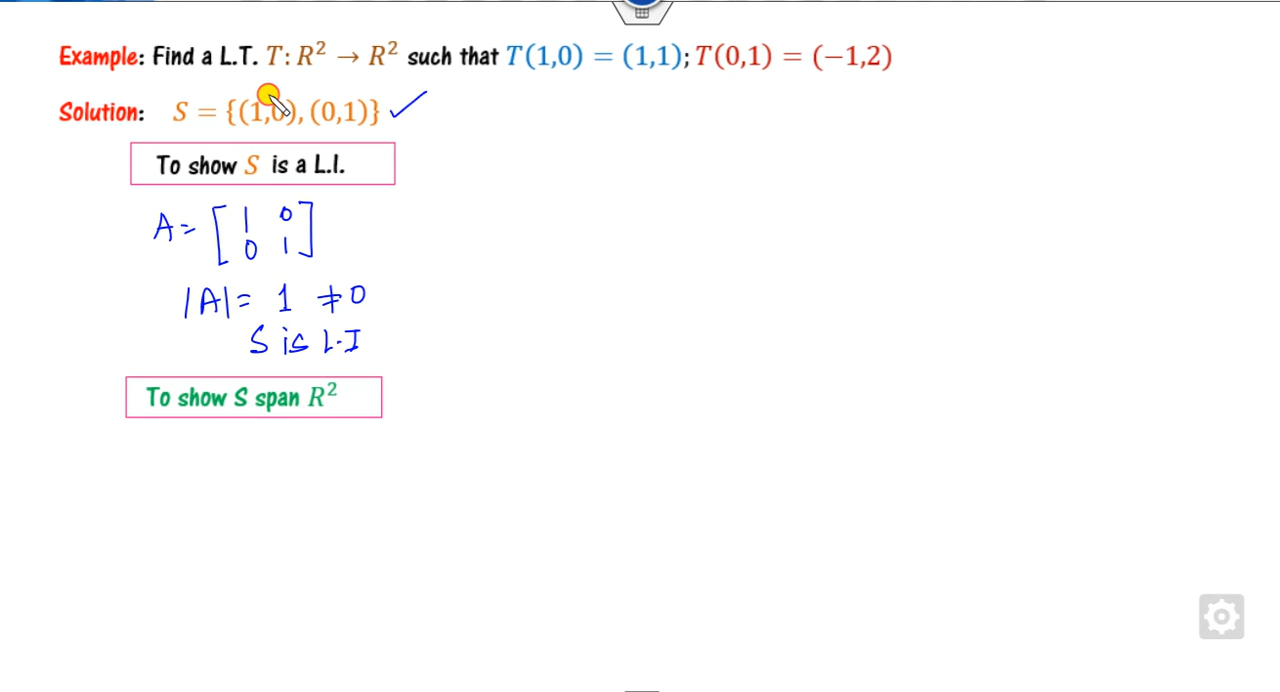 Example: Find a L.T. T: R² → R² such that T(1,0) = (1,1); T(0,1) = (−1,2)
Solution: S = {(1,0), (0,1)} ✓
To show S is a L.I.
A = [1 0
0 1]
|A| = 1 ≠ 0
S is L.I
To show S span R²